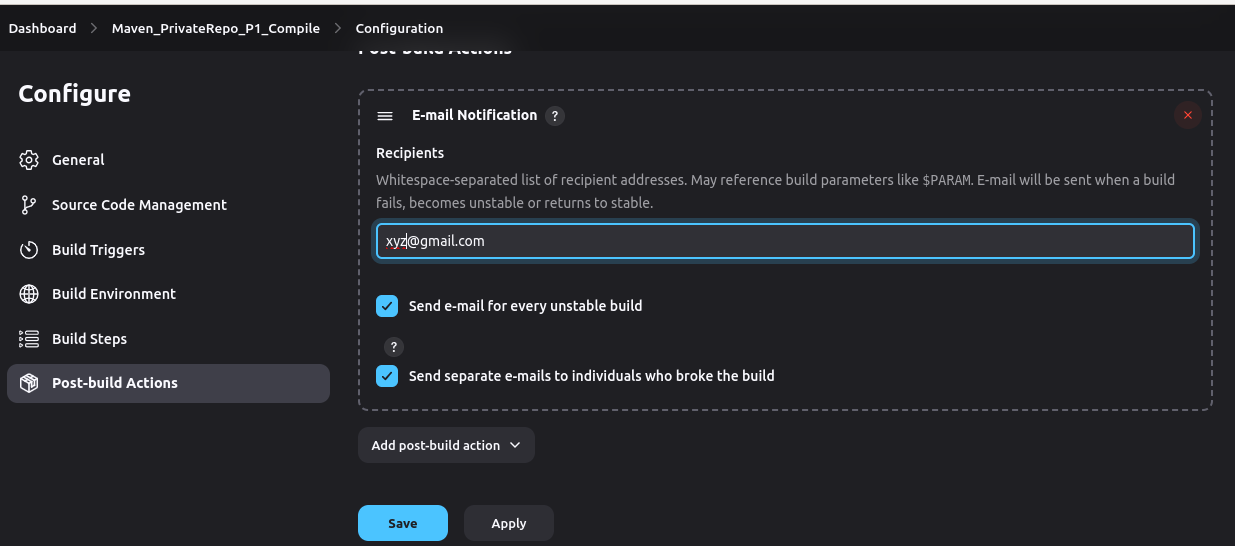 Dashboard > Maven_PrivateRepo_P1_Compile > Configuration
Post-build Actions
Configure
General
Source Code Management
Build Triggers
Build Environment
Build Steps
Post-build Actions
E-mail Notification ?
Recipients
Whitespace-separated list of recipient addresses. May reference build parameters like $PARAM. E-mail will be sent when a build
fails, becomes unstable or returns to stable.
xyz@gmail.com
Send e-mail for every unstable build
?
Send separate e-mails to individuals who broke the build
Add post-build action
Save
Apply